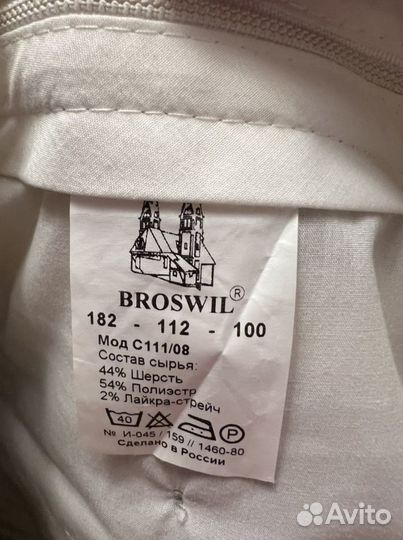 BROSWIL®
182 - 112 - 100
Мод С111/08
Состав сырья:
44% Шерсть
54% Полиэстр
2% Лайкра-стрейч
40 P
№ И-045 / 159 // 1460-80
Сделано в России
Avito